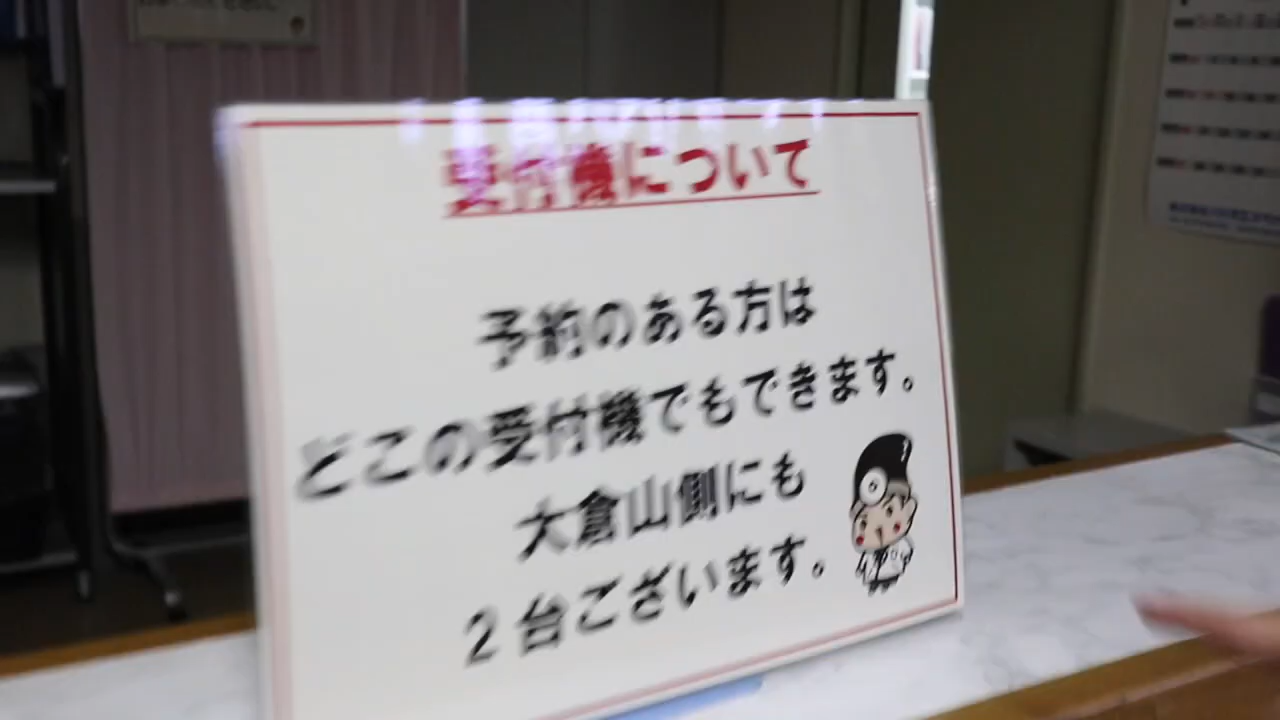 受付機について
予約のある方は
どこの受付機でもできます。
大倉山側にも
2台ございます。